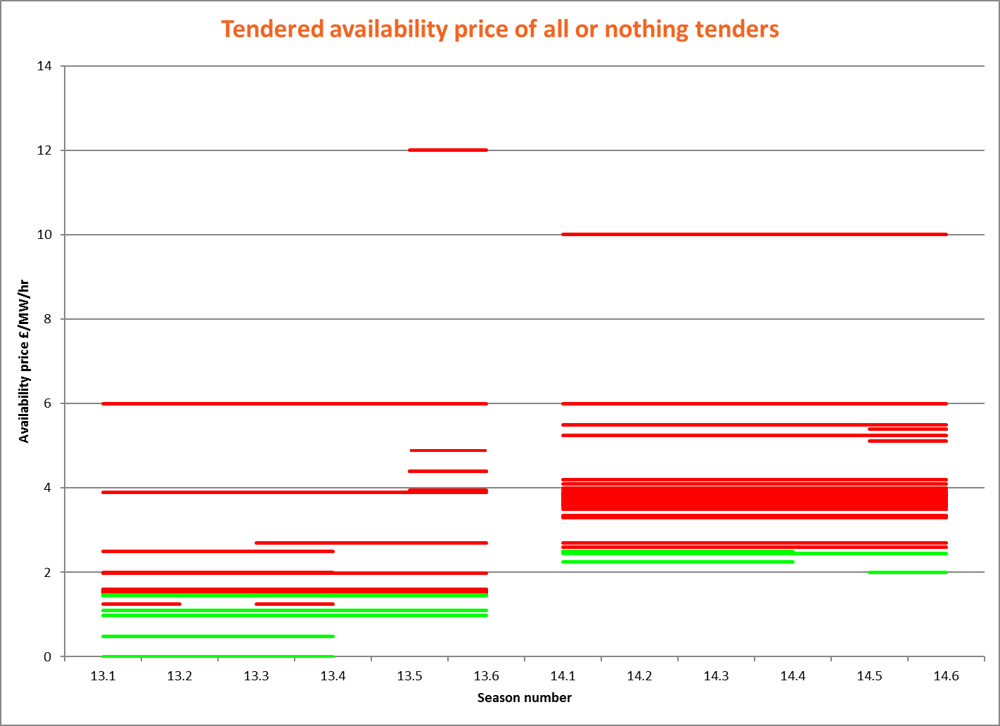 Tendered availability price of all or nothing tenders
14
12
10
8
6
4
2
0
Availability price £/MW/hr
13.1 13.2 13.3 13.4 13.5 13.6 14.1 14.2 14.3 14.4 14.5 14.6
Season number